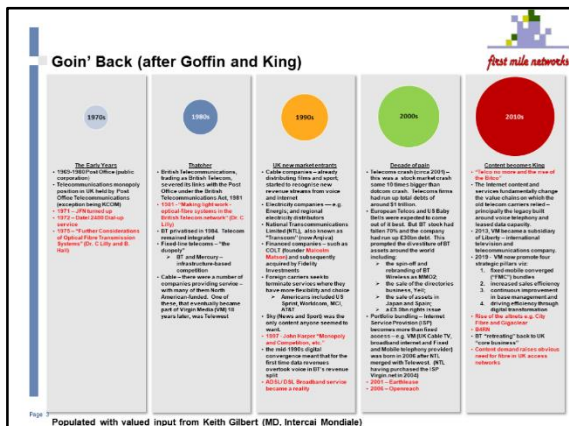 Goin' Back (after Goffin and King)
first mile networks
1970s
1980s
1990s
2000s
2010s
The Early Years
1969-1980 Post Office (public
corporation)
Telecommunications monopoly
position in UK held by Post
Office Telecommunications
(exception being KCOM)
1971 – JFN turned up
1972 – Datel 2400 Dial-up
service
1975 – "Further Considerations
of Optical Fibre Transmission
Systems" (Dr. C Lilly and B. Hall)
Thatcher
British Telecommunications,
trading as British Telecom,
severed its links with the Post
Office under the British
Telecommunications Act, 1981
1981 - "Making light work -
optical fibre systems in the
British Telecom network" (Dr C
Lilly)
BT privatised in 1984. Telecom
remained integrated
Fixed-line telecoms – "the
duopoly"
BT and Mercury –
infrastructure-based
competition
Cable – there were a number of
companies providing service –
with many of them North
American-funded. One of
these, that eventually became
part of Virgin Media (VM) 10
years later, was Telewest
UK new market entrants
Cable companies – already
distributing films and sport,
started to recognise new
revenue streams from voice and
internet
Electricity companies — e.g.
Energis; and regional
electricity distributors
National Transcommunications
Limited (NTL), also known as
"Transcom" (now Arqiva)
Financed companies – such as
COLT (founder Malcolm
Matson) and subsequently
acquired by Fidelity
Investments
Foreign carriers seek to
terminate services where they
have more flexibility and choice
Americans included US
Sprint, Worldcom, MCI,
AT&T
Sky (News and Sport) was the
only content anyone seemed to
want.
1997 - John Harper "Monopoly
and Competition, etc."
the mid-1990s digital
convergence meant that for the
first time data revenues
overtook voice in BT's revenue
split
ADSL/ DSL Broadband service
became a reality
Decade of pain
Telecoms crash (circa 2001) –
this was a stock market crash
some 10 times bigger than
dotcom crash. Telecoms firms
had run up total debts of
around $1 trillion.
European Telcos and US Baby
Bells were expected to come
out of it best. But BT stock had
fallen 70% and the company
had run up £30bn debt. This
prompted the divestiture of BT
assets around the world
including:
the spin-off and
rebranding of BT
Wireless as MMO2;
the sale of the directories
business, Yell;
the sale of assets in
Japan and Spain;
a £5.9bn rights issue
Portfolio bundling – Internet
Service Provision (ISP)
becomes more than fixed
access – e.g. VM (UK Cable TV,
broadband internet and Fixed
and Mobile telephony provider)
was born in 2006 after NTL
merged with Telewest. (NTL
having purchased the ISP
Virgin.net in 2004)
2001 – Earthlease
2006 – Openreach
Content becomes King
"Telco no more and the rise of
the Bitco"
The Internet content and
services fundamentally change
the value chains on which the
old telecom carriers relied –
principally the legacy built
around voice telephony and
leased data capacity.
2013, VM became a subsidiary
of Liberty – international
television and
telecommunications company.
2019 – VM now promote four
strategic pillars viz:
1. fixed mobile converged
("FMC") bundles
2. increased sales efficiency
3. continuous improvement
in base management and
4. driving efficiency through
digital transformation
Rise of the altnets e.g. City
Fibre and Gigaclear
B4RN
BT "retreating" back to UK
"core business"
Content demand raises obvious
need for fibre in UK access
networks
Page 3
Populated with valued input from Keith Gilbert (MD, Intercai Mondiale)